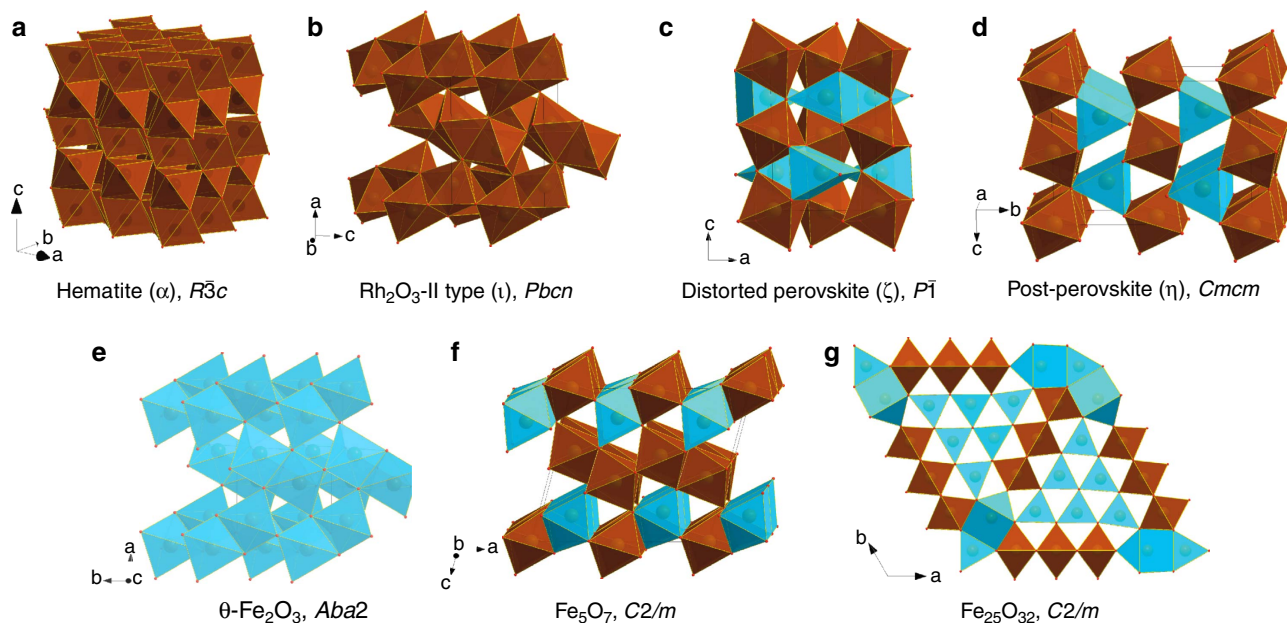 a
b
c
d
c
b
a
a
b
c
c
a
a
b
c
Hematite (α), R3̄c
Rh₂O₃-II type (ι), Pbcn
Distorted perovskite (ζ), P1̄
Post-perovskite (η), Cmcm
e
f
g
a
b
c
b
a
c
b
a
θ-Fe₂O₃, Aba2
Fe₅O₇, C2/m
Fe₂₅O₃₂, C2/m